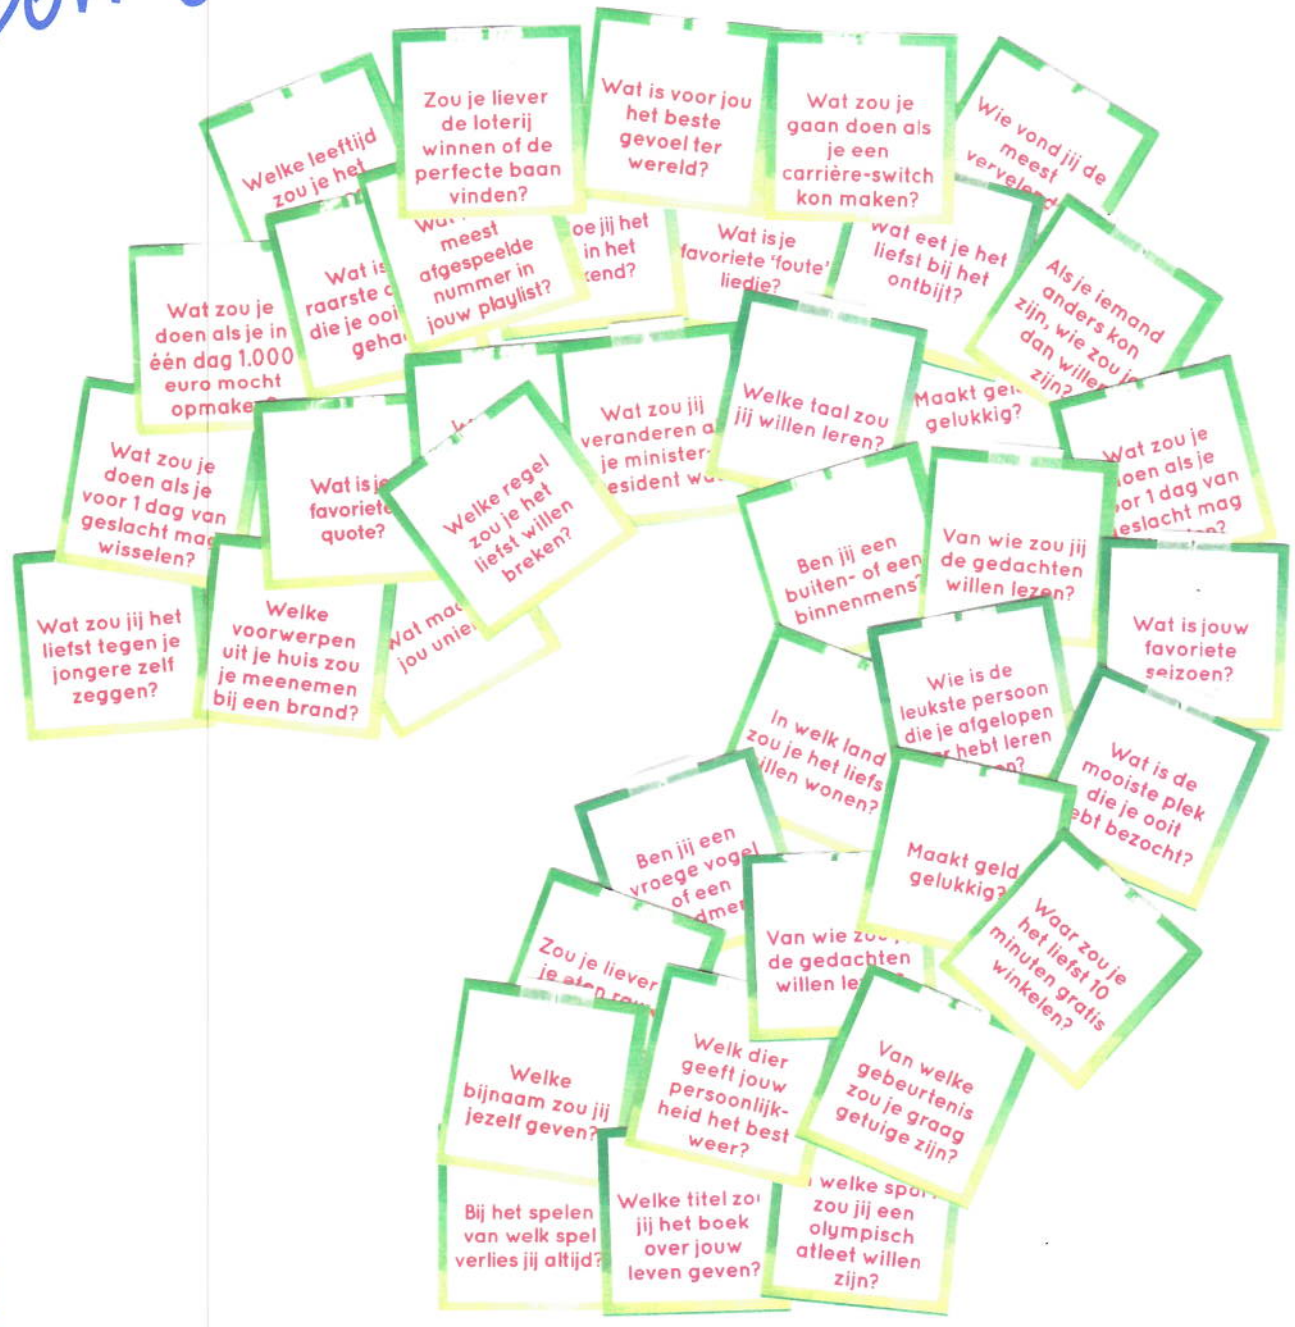 Welke leeftijd
zou je het
Zou je liever
de loterij
winnen of de
perfecte baan
vinden?
Wat is voor jou
het beste
gevoel ter
wereld?
Wat zou je
gaan doen als
je een
carrière-switch
kon maken?
Wie vond jij de
meest
Wat zou je
doen als je in
één dag 1.000
euro mocht
Wat is
raarste
die je
meest
afgespeelde
nummer in
jouw playlist?
jij het
in het
Wat is je
favoriete 'foute'
liedje?
Wat eet je het
liefst bij het
ontbijt?
Als je iemand
anders kon
zijn, wie zou je
dan
zijn?
Wat zou je
doen als je
voor 1 dag van
geslacht mag
wisselen?
Wat is je
favoriete
quote?
Welke regel
zou je het
liefst willen
breken?
Wat zou jij
veranderen
je
Welke taal zou
jij willen leren?
Maakt
gelukkig?
Wat zou je
als je
1 dag van
mag
Wat zou jij het
liefst tegen je
jongere zelf
zeggen?
Welke
voorwerpen
uit je huis zou
je meenemen
bij een brand?
Wat
jou
Ben jij een
buiten- of een
Van wie zou jij
de gedachten
willen lezen?
Wat is jouw
favoriete
seizoen?
In welk land
zou je het
wonen?
Wie is de
leukste persoon
die je afgelopen
hebt leren
Wat is de
mooiste plek
die je ooit
bezocht?
Ben jij een
vroege vogel
of een
Maakt geld
gelukkig?
Waar zou je
het liefst 10
minuten gratis
winkelen?
Zou je liever
je eten
Van wie
de gedachten
willen
Welke
bijnaam zou jij
jezelf geven?
Welk dier
geeft jouw
persoonlijk-
heid het best
weer?
Van welke
gebeurtenis
zou je graag
getuige zijn?
Bij het spelen
van welk spel
verlies jij altijd?
Welke titel
jij het boek
over jouw
leven geven?
welke
zou jij een
olympisch
atleet willen
zijn?